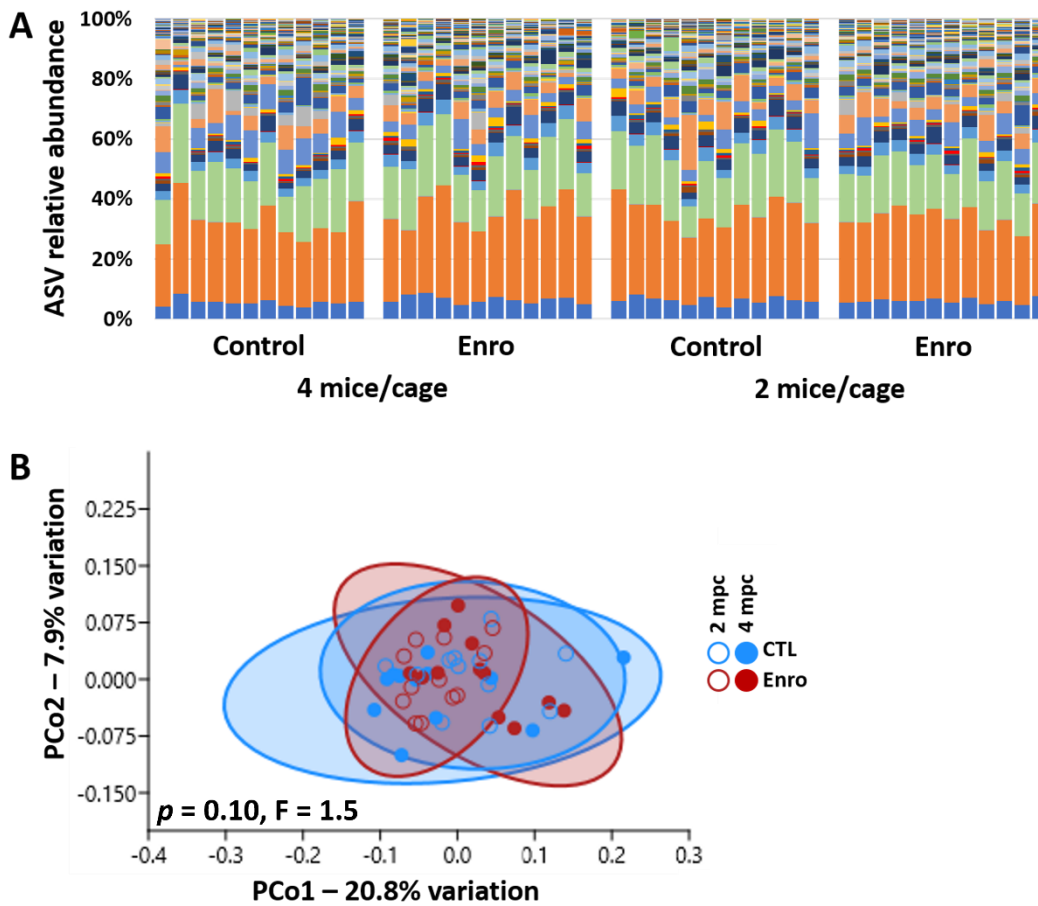 A
ASV relative abundance
100%
80%
60%
40%
20%
0%
Control
Enro
Control
Enro
4 mice/cage
2 mice/cage
B
PCo2 – 7.9% variation
0.225
0.150
0.075
0.000
-0.075
-0.150
p = 0.10, F = 1.5
-0.4
-0.3
-0.2
-0.1
0.0
0.1
0.2
0.3
PCo1 – 20.8% variation
2 mpc
4 mpc
CTL
Enro